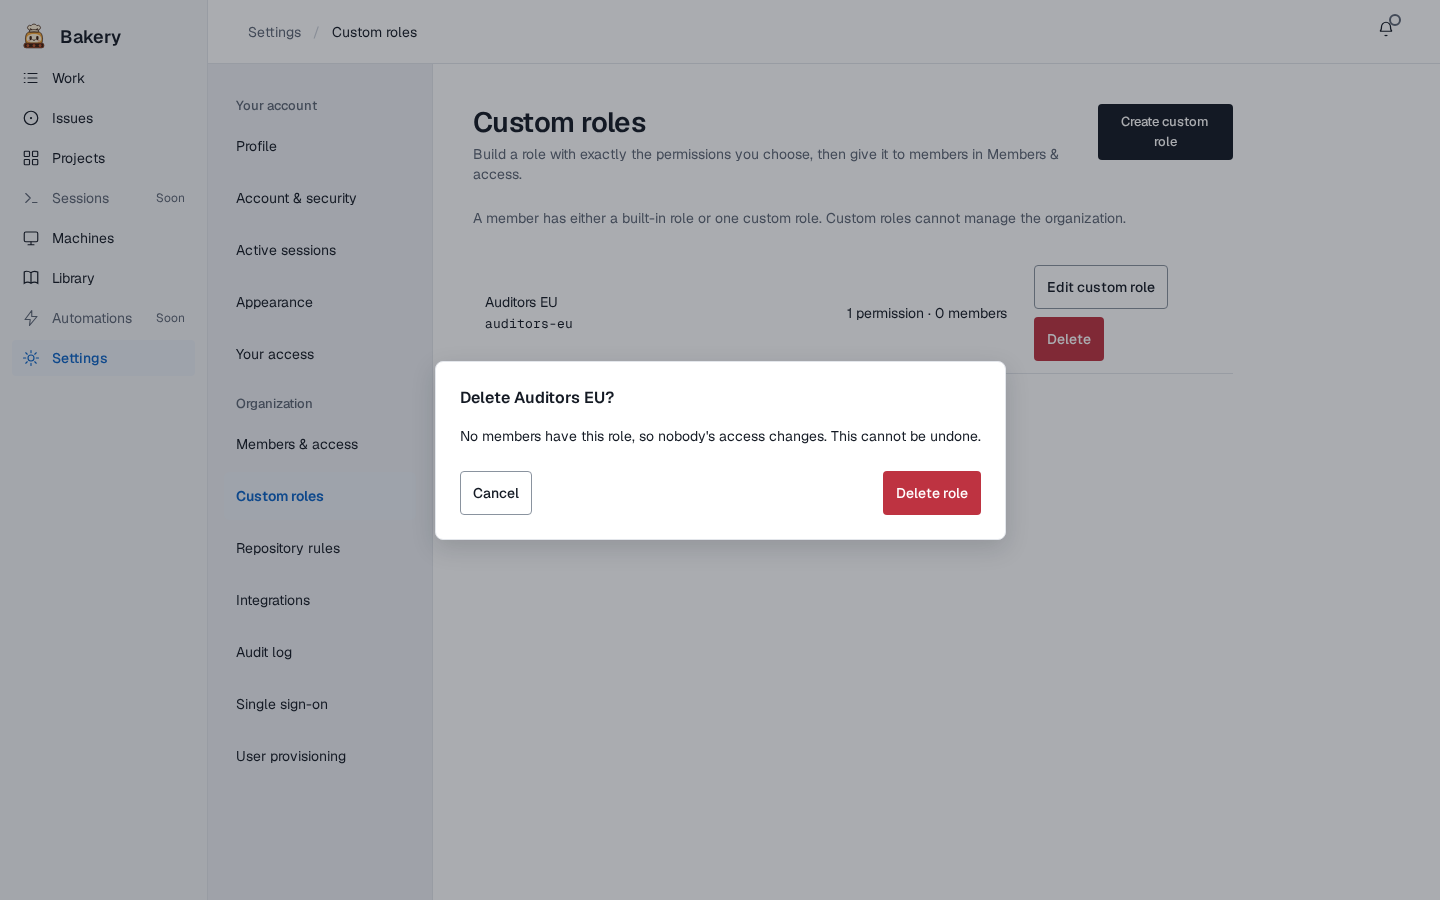 Bakery
Work
Issues
Projects
Sessions Soon
Machines
Library
Automations Soon
Settings
Settings / Custom roles
Your account
Profile
Account & security
Active sessions
Appearance
Your access
Organization
Members & access
Custom roles
Repository rules
Integrations
Audit log
Single sign-on
User provisioning
Custom roles
Build a role with exactly the permissions you choose, then give it to members in Members &
access.
Create custom
role
A member has either a built-in role or one custom role. Custom roles cannot manage the organization.
Auditors EU
auditors-eu
1 permission · 0 members
Edit custom role
Delete
Delete Auditors EU?
No members have this role, so nobody's access changes. This cannot be undone.
Cancel
Delete role